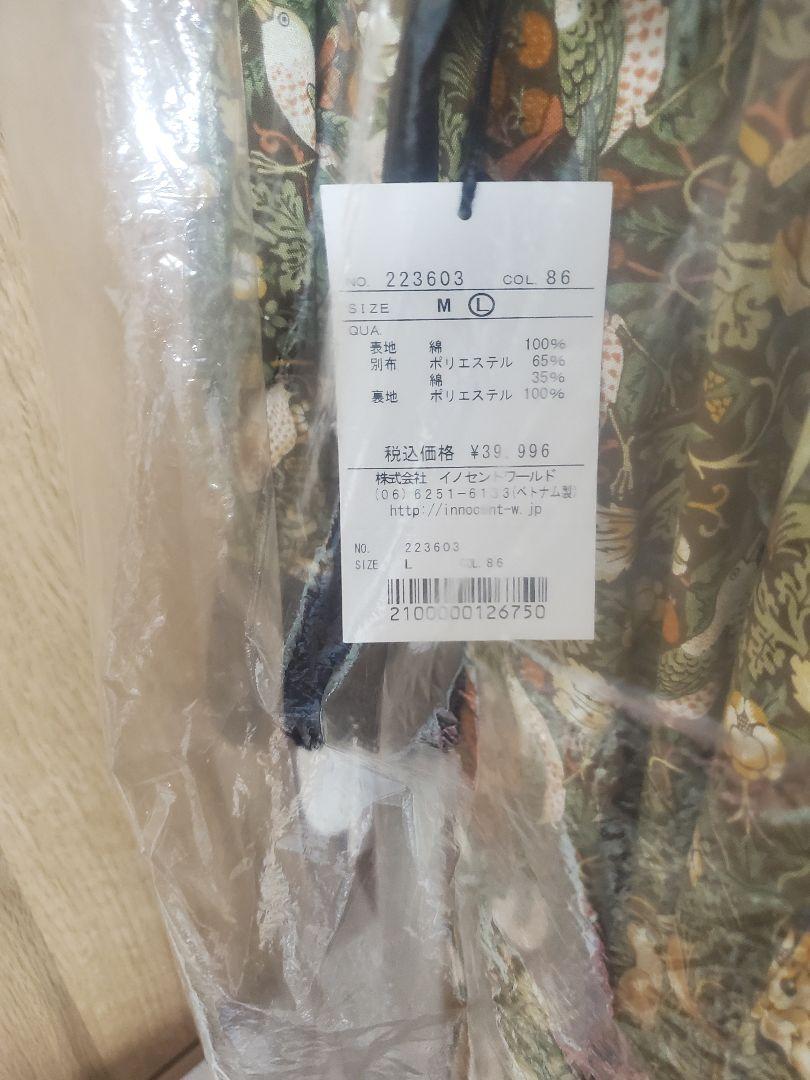 NO. 223603 COL. 86
SIZE M L
QUA.
表地 綿 100%
別布 ポリエステル 65%
綿 35%
裏地 ポリエステル 100%
税込価格 ¥39,996
株式会社 イノセントワールド
(06)6251-6133(ベトナム製)
http://innocent-w.jp
NO. 223603
SIZE L COL. 86
2100000126750